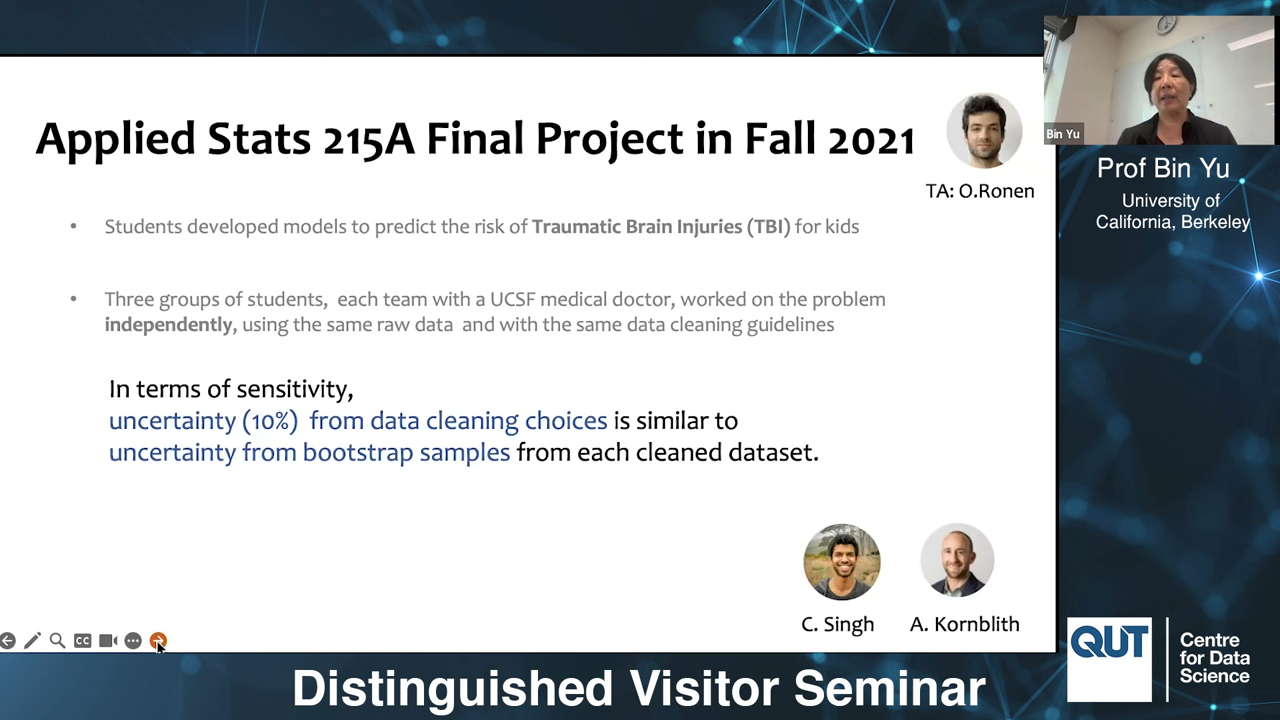 Applied Stats 215A Final Project in Fall 2021
TA: O.Ronen
• Students developed models to predict the risk of Traumatic Brain Injuries (TBI) for kids
• Three groups of students, each team with a UCSF medical doctor, worked on the problem
independently, using the same raw data and with the same data cleaning guidelines
In terms of sensitivity,
uncertainty (10%) from data cleaning choices is similar to
uncertainty from bootstrap samples from each cleaned dataset.
C. Singh
A. Kornblith
CC
Bin Yu
Prof Bin Yu
University of
California, Berkeley
Distinguished Visitor Seminar
QUT
Centre
for Data
Science